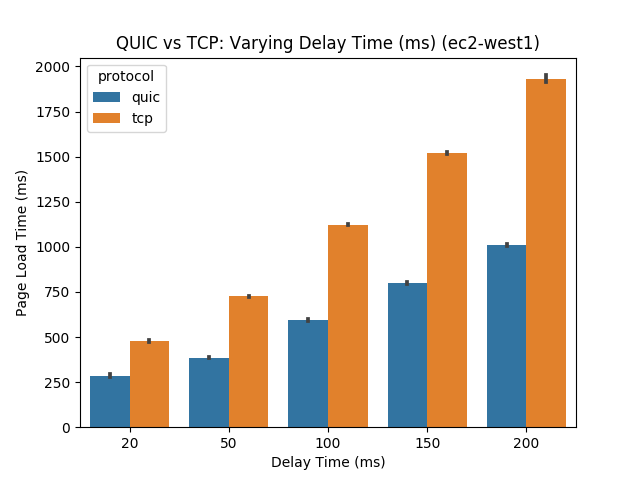 QUIC vs TCP: Varying Delay Time (ms) (ec2-west1)
protocol
quic
tcp
Page Load Time (ms)
2000
1750
1500
1250
1000
750
500
250
0
20 50 100 150 200
Delay Time (ms)